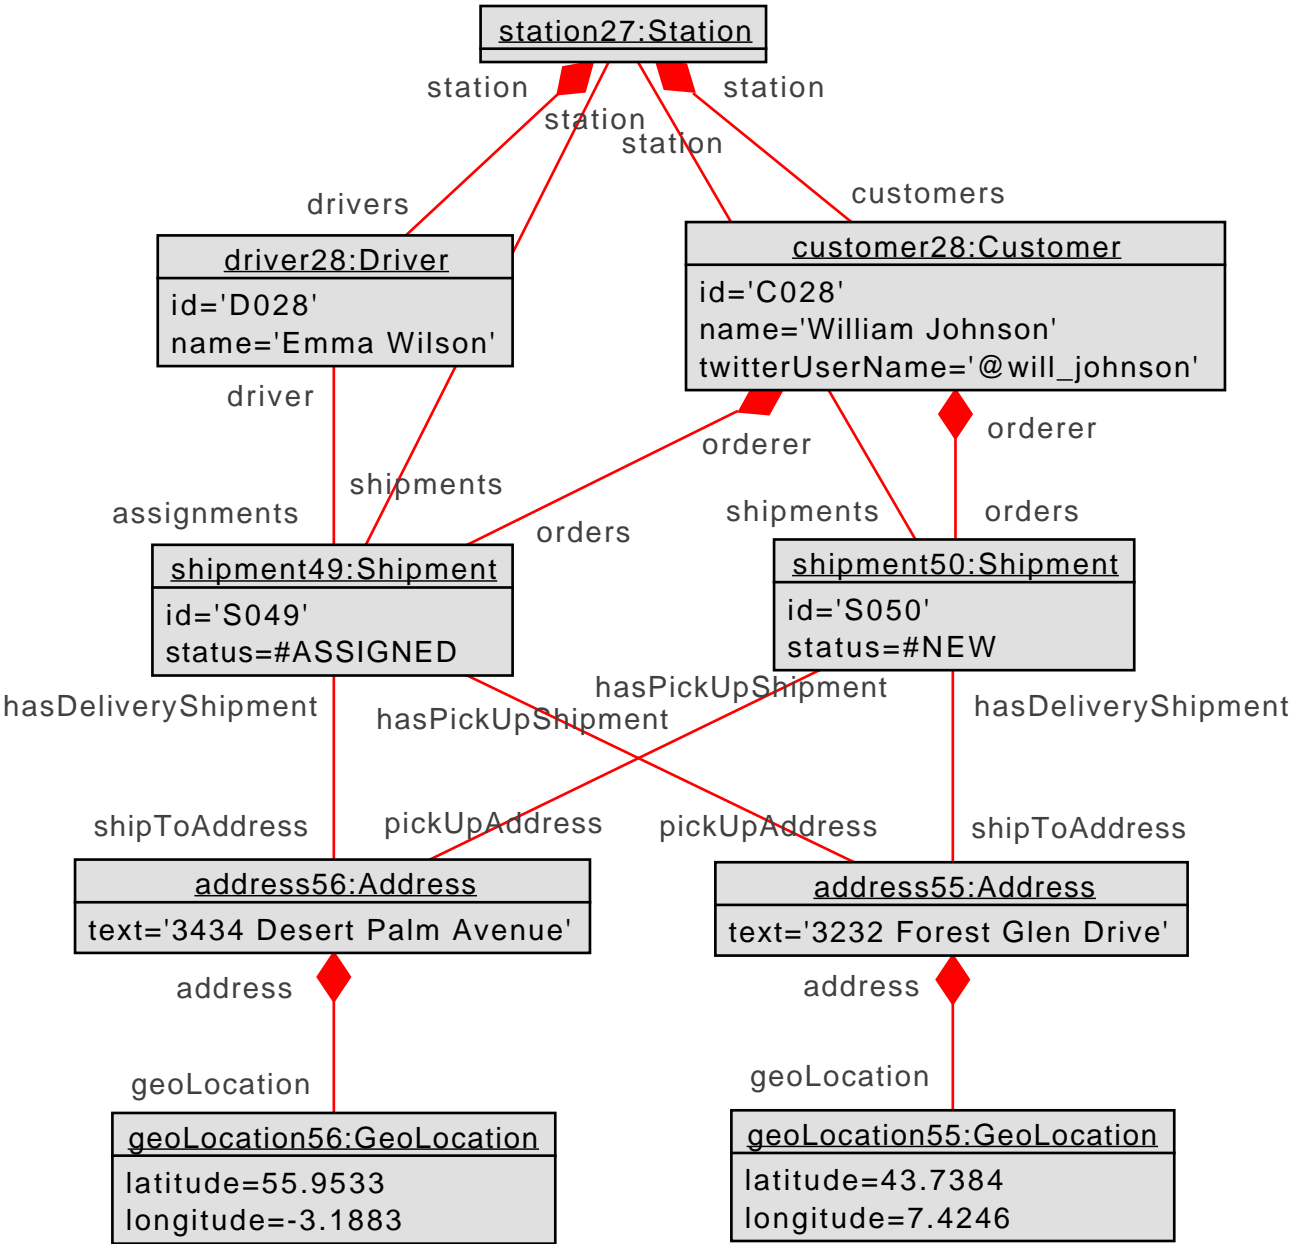 station27:Station
station
station
station
station
drivers
customers
driver28:Driver
id='D028'
name='Emma Wilson'
customer28:Customer
id='C028'
name='William Johnson'
twitterUserName='@will_johnson'
driver
orderer
orderer
shipments
assignments
orders
shipments
orders
shipment49:Shipment
id='S049'
status=#ASSIGNED
shipment50:Shipment
id='S050'
status=#NEW
hasDeliveryShipment
hasPickUpShipment
hasPickUpShipment
hasDeliveryShipment
shipToAddress
pickUpAddress
pickUpAddress
shipToAddress
address56:Address
text='3434 Desert Palm Avenue'
address55:Address
text='3232 Forest Glen Drive'
address
address
geoLocation
geoLocation
geoLocation56:GeoLocation
latitude=55.9533
longitude=-3.1883
geoLocation55:GeoLocation
latitude=43.7384
longitude=7.4246